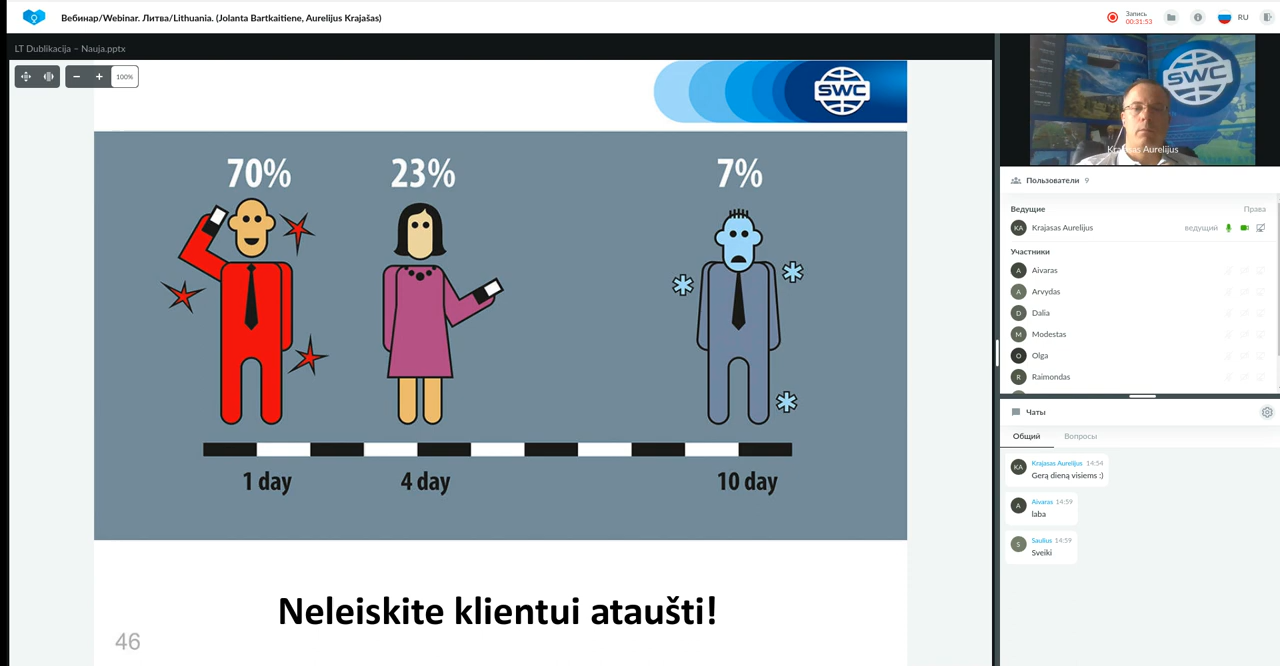 Вебинар/Webinar. Литва/Lithuania. (Jolanta Bartkaitiene, Aurelijus Krajašas)
Запись
00:31:53
RU
LT Dublikacija – Nauja.pptx
100%
SWC
70%
23%
7%
1 day
4 day
10 day
Neleiskite klientui ataušti!
46
SWC
Krajasas Aurelijus
Пользователи 9
Ведущие Права
KA Krajasas Aurelijus ведущий
Участники
A Aivaras
A Arvydas
D Dalia
M Modestas
O Olga
R Raimondas
Чаты
Общий Вопросы
KA Krajasas Aurelijus 14:54
Gerą dieną visiems :)
A Aivaras 14:59
laba
S Saulius 14:59
Sveiki